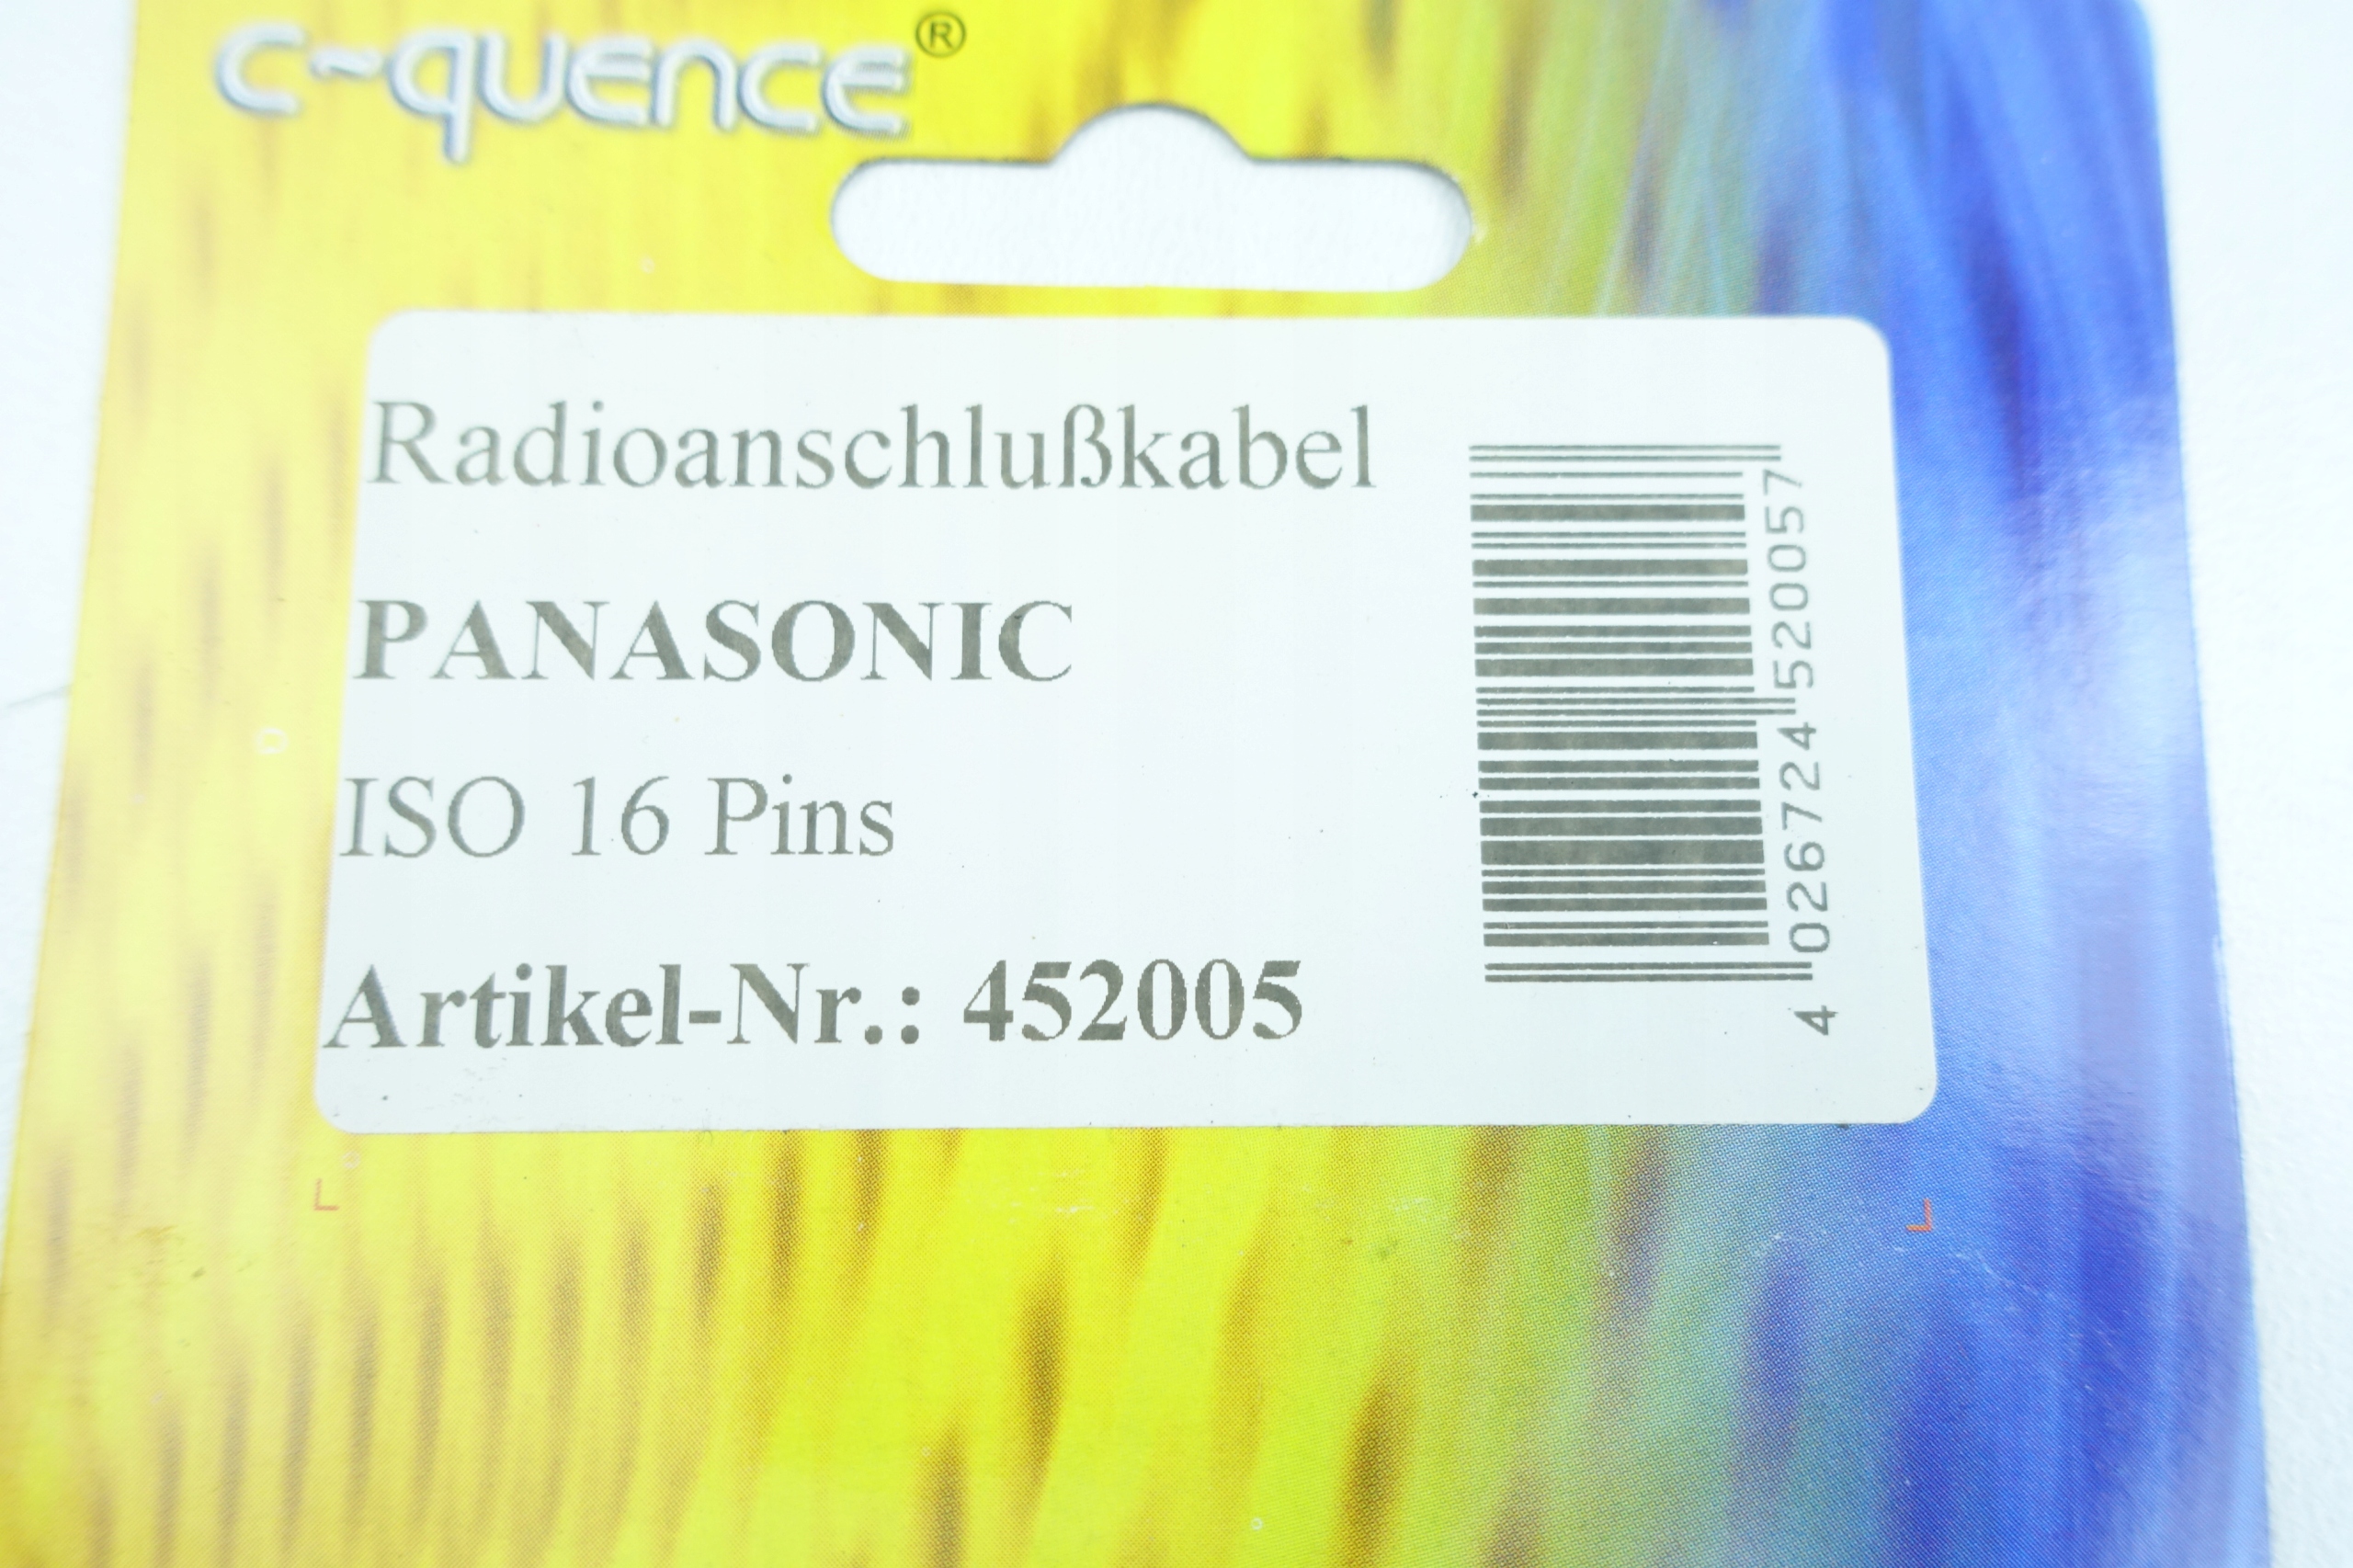 c~quence®
Radioanschlußkabel
PANASONIC
ISO 16 Pins
Artikel-Nr.: 452005
4 026724 520057